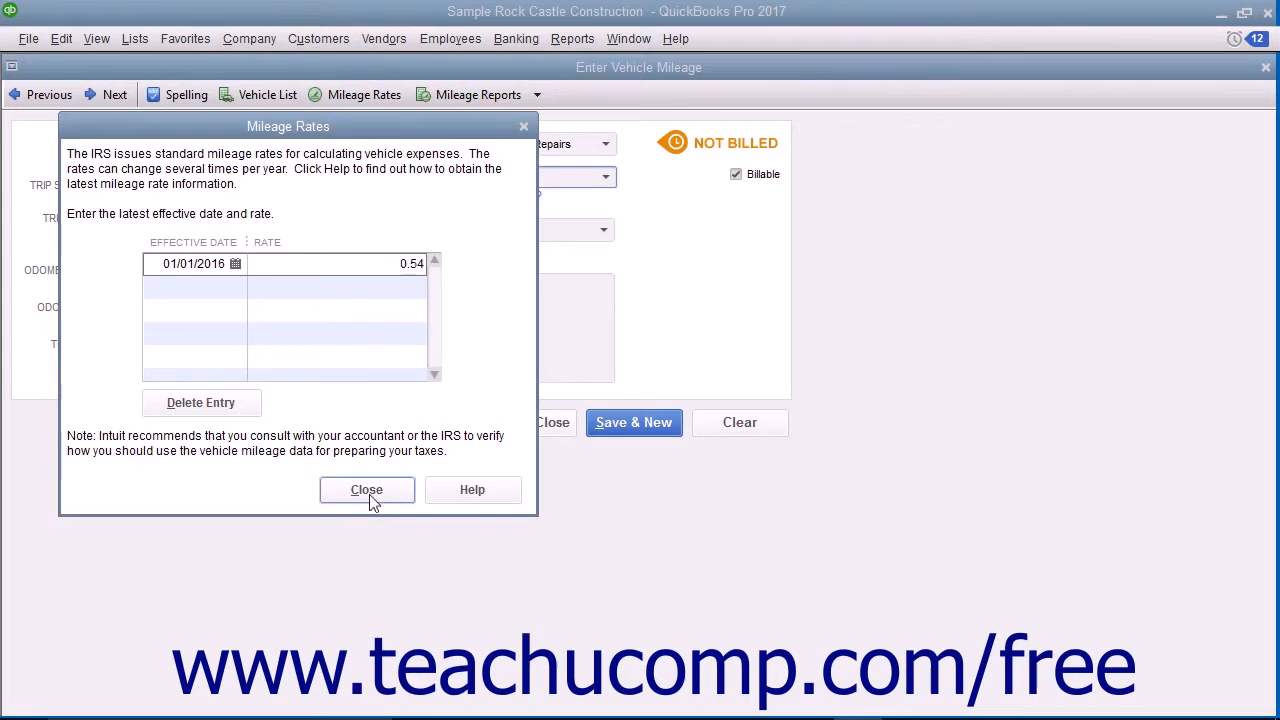 Sample Rock Castle Construction - QuickBooks Pro 2017
File Edit View Lists Favorites Company Customers Vendors Employees Banking Reports Window Help
12
Enter Vehicle Mileage
Previous Next Spelling Vehicle List Mileage Rates Mileage Reports
Mileage Rates
The IRS issues standard mileage rates for calculating vehicle expenses. The
rates can change several times per year. Click Help to find out how to obtain the
latest mileage rate information.
Enter the latest effective date and rate.
EFFECTIVE DATE RATE
01/01/2016 0.54
Delete Entry
Note: Intuit recommends that you consult with your accountant or the IRS to verify
how you should use the vehicle mileage data for preparing your taxes.
Close Help
Repairs
NOT BILLED
Billable
TRIP S
TRI
ODOME
ODO
T
Close Save & New Clear
www.teachucomp.com/free